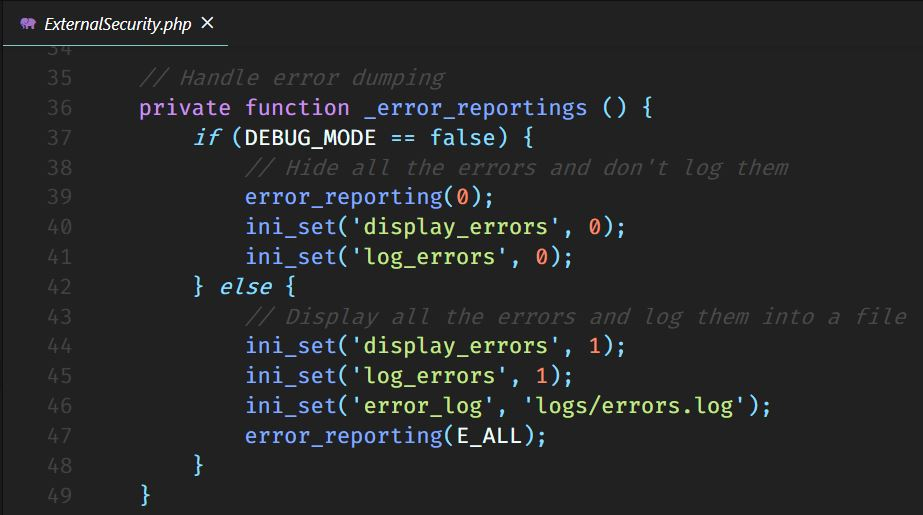 ExternalSecurity.php ×
34
35 // Handle error dumping
36 private function _error_reportings () {
37 if (DEBUG_MODE == false) {
38 // Hide all the errors and don't log them
39 error_reporting(0);
40 ini_set('display_errors', 0);
41 ini_set('log_errors', 0);
42 } else {
43 // Display all the errors and log them into a file
44 ini_set('display_errors', 1);
45 ini_set('log_errors', 1);
46 ini_set('error_log', 'logs/errors.log');
47 error_reporting(E_ALL);
48 }
49 }